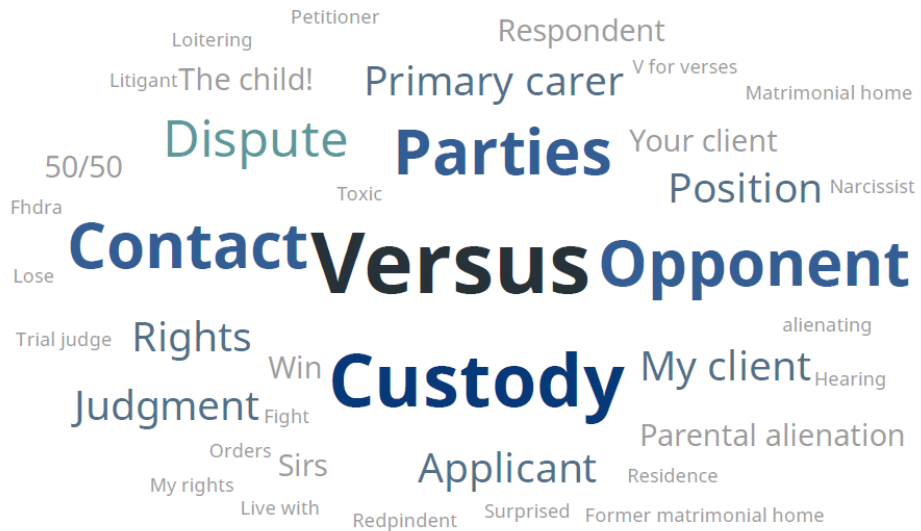 Petitioner
Respondent
Loitering
Litigant
The child!
Primary carer
V for verses
Matrimonial home
Dispute
Parties
Your client
50/50
Toxic
Position
Narcissist
Fhdra
Contact
Versus
Opponent
Lose
Trial judge
Rights
alienating
Win
Custody
My client
Hearing
Judgment
Fight
Parental alienation
Orders
Sirs
Applicant
Residence
My rights
Live with
Redpindent
Surprised
Former matrimonial home